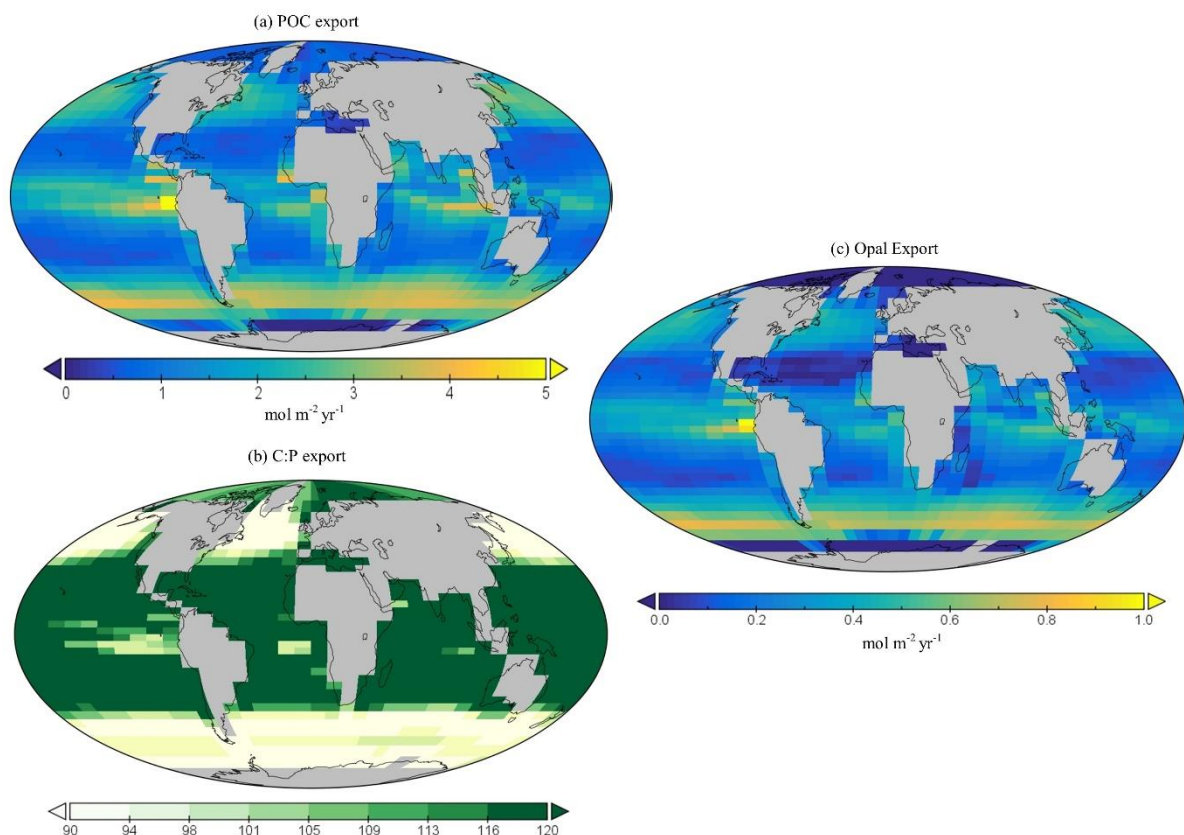 (a) POC export
0 1 2 3 4 5
mol m⁻² yr⁻¹
(b) C:P export
90 94 98 101 105 109 113 116 120
(c) Opal Export
0.0 0.2 0.4 0.6 0.8 1.0
mol m⁻² yr⁻¹